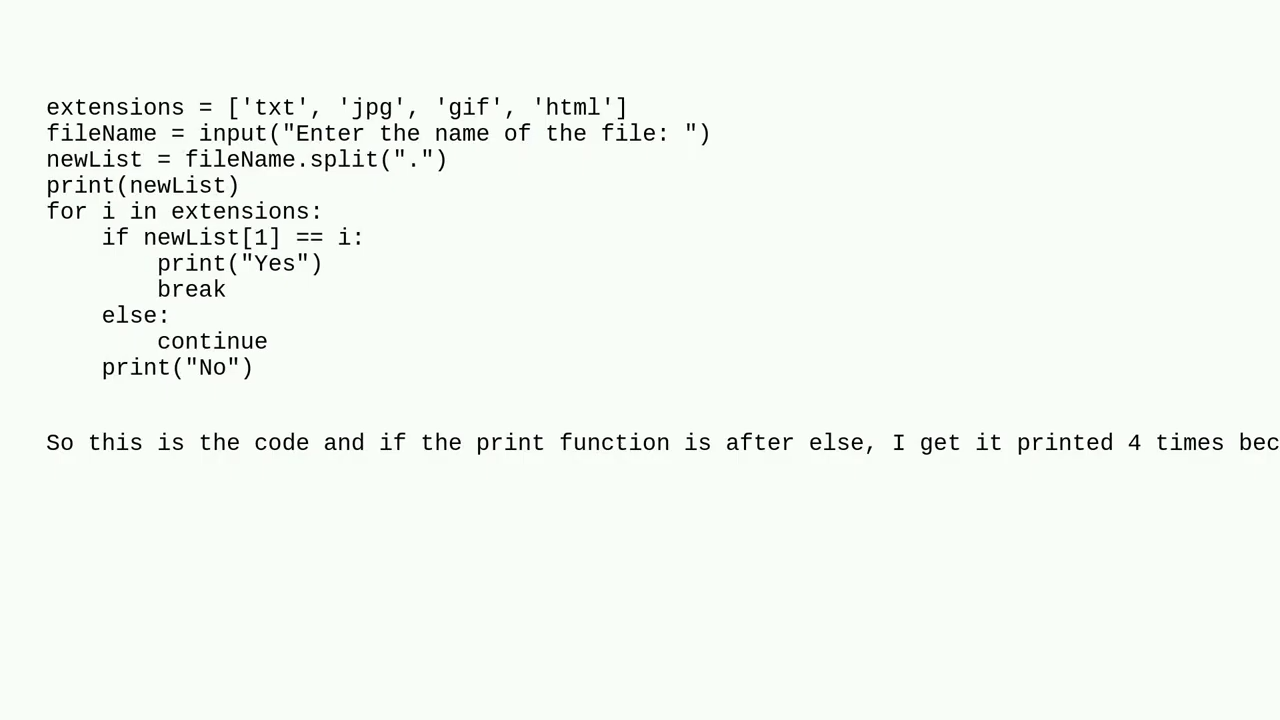 extensions = ['txt', 'jpg', 'gif', 'html']
fileName = input("Enter the name of the file: ")
newList = fileName.split(".")
print(newList)
for i in extensions:
    if newList[1] == i:
        print("Yes")
        break
    else:
        continue
    print("No")
So this is the code and if the print function is after else, I get it printed 4 times